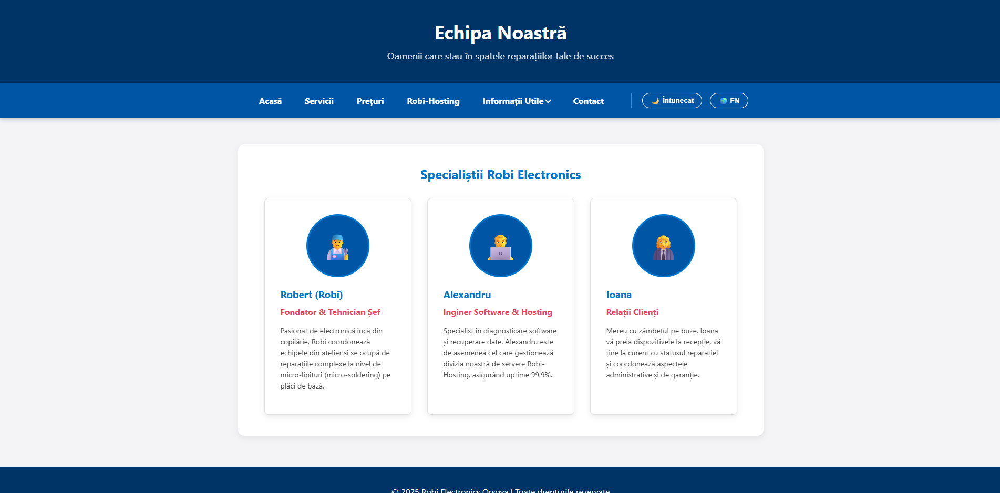 Echipa Noastră
Oamenii care stau în spatele reparațiilor tale de succes
Acasă Servicii Prețuri Robi-Hosting Informații Utile Contact Întunecat EN
Specialiștii Robi Electronics
Robert (Robi)
Fondator & Tehnician Șef
Pasionat de electronică încă din
copilărie, Robi coordonează
echipele din atelier și se ocupă de
reparațiile complexe la nivel de
micro-lipituri (micro-soldering) pe
plăci de bază.
Alexandru
Inginer Software & Hosting
Specialist în diagnosticare software
și recuperare date. Alexandru este
de asemenea cel care gestionează
divizia noastră de servere Robi-
Hosting, asigurând uptime 99.9%.
Ioana
Relații Clienți
Mereu cu zâmbetul pe buze, Ioana
vă preia dispozitivele la recepție, vă
ține la curent cu statusul reparației
și coordonează aspectele
administrative și de garanție.
© 2025 Robi Electronics Orșova | Toate drepturile rezervate